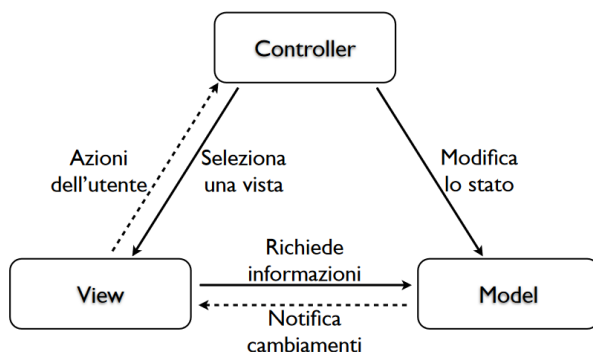 Controller
Azioni
dell'utente
Seleziona
una vista
Modifica
lo stato
Richiede
informazioni
View
Model
Notifica
cambiamenti